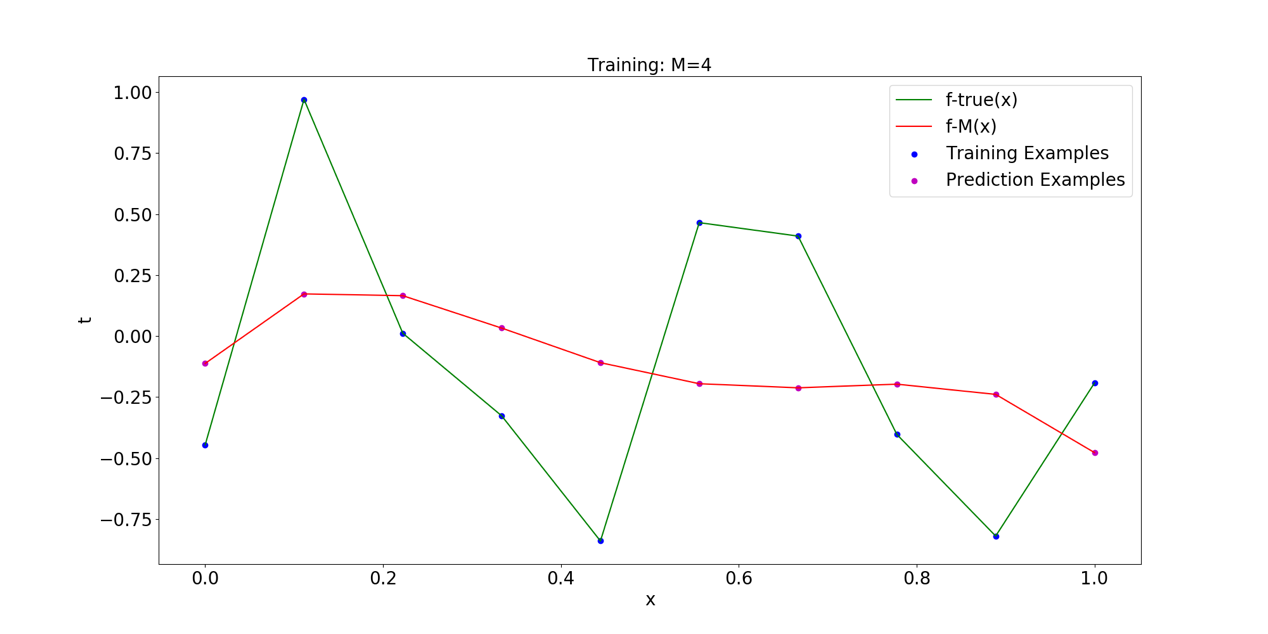 Training: M=4
f-true(x)
f-M(x)
Training Examples
Prediction Examples
1.00
0.75
0.50
0.25
0.00
−0.25
−0.50
−0.75
t
0.0 0.2 0.4 0.6 0.8 1.0
x